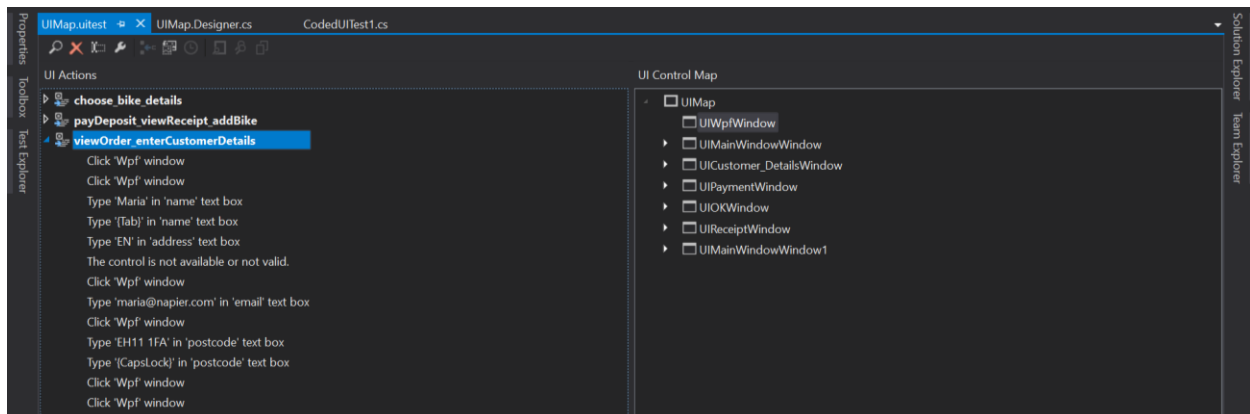 UIMap.uitest UIMap.Designer.cs CodedUITest1.cs
Properties
Toolbox
Test Explorer
UI Actions
choose_bike_details
payDeposit_viewReceipt_addBike
viewOrder_enterCustomerDetails
Click 'Wpf' window
Click 'Wpf' window
Type 'Maria' in 'name' text box
Type '{Tab}' in 'name' text box
Type 'EN' in 'address' text box
The control is not available or not valid.
Click 'Wpf' window
Type 'maria@napier.com' in 'email' text box
Click 'Wpf' window
Type 'EH11 1FA' in 'postcode' text box
Type '{CapsLock}' in 'postcode' text box
Click 'Wpf' window
Click 'Wpf' window
UI Control Map
UIMap
UIWpfWindow
UIMainWindowWindow
UICustomer_DetailsWindow
UIPaymentWindow
UIOKWindow
UIReceiptWindow
UIMainWindowWindow1
Solution Explorer
Team Explorer